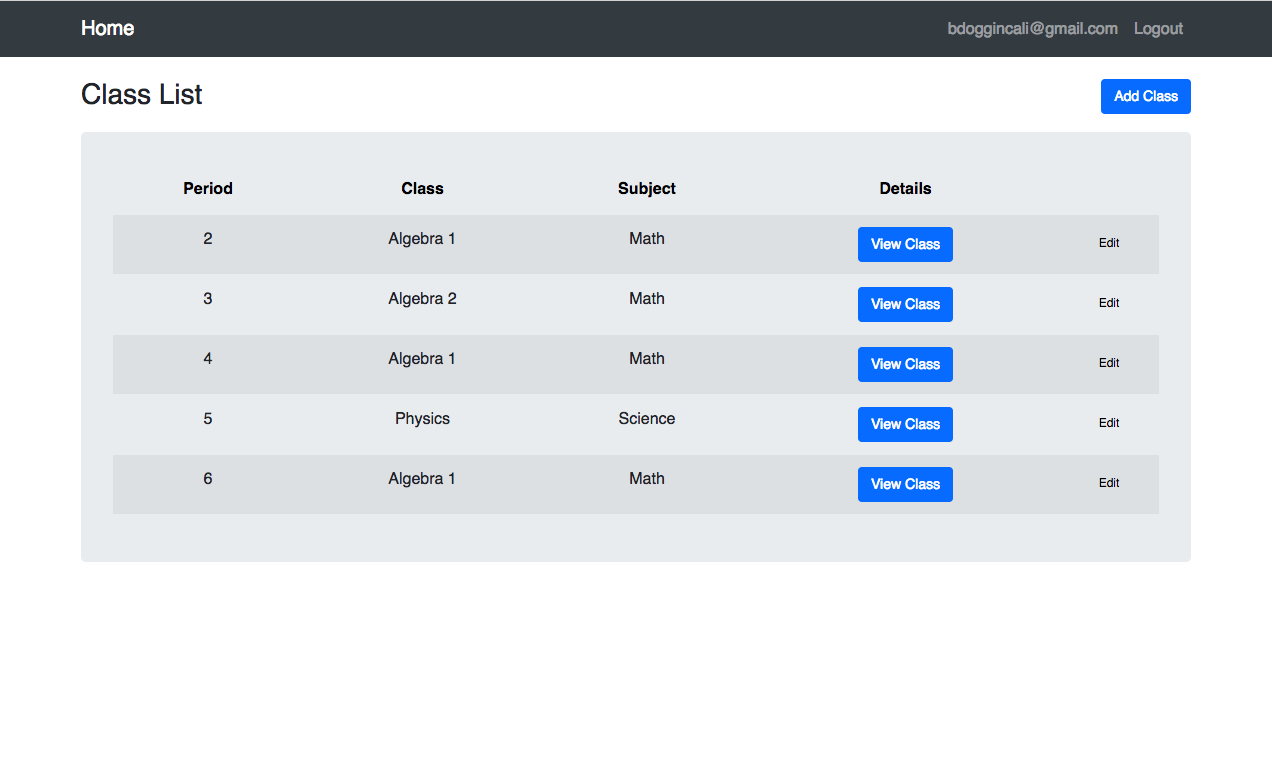 Home bdoggincali@gmail.com Logout
Class List Add Class
Period Class Subject Details
2 Algebra 1 Math View Class Edit
3 Algebra 2 Math View Class Edit
4 Algebra 1 Math View Class Edit
5 Physics Science View Class Edit
6 Algebra 1 Math View Class Edit